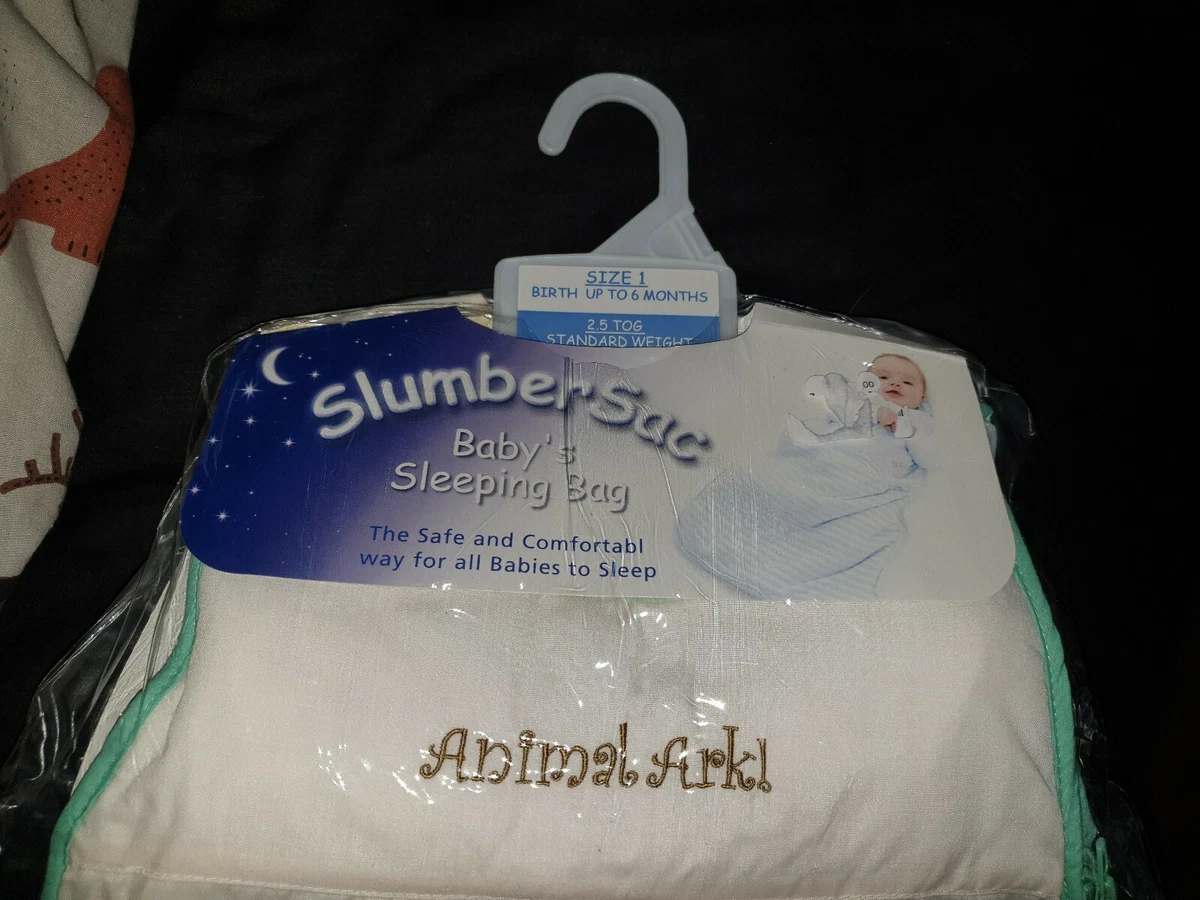 SIZE 1
BIRTH UP TO 6 MONTHS
2.5 TOG
STANDARD WEIGHT
SlumberSac
Baby's
Sleeping Bag
The Safe and Comfortabl
way for all Babies to Sleep
Animal Ark!